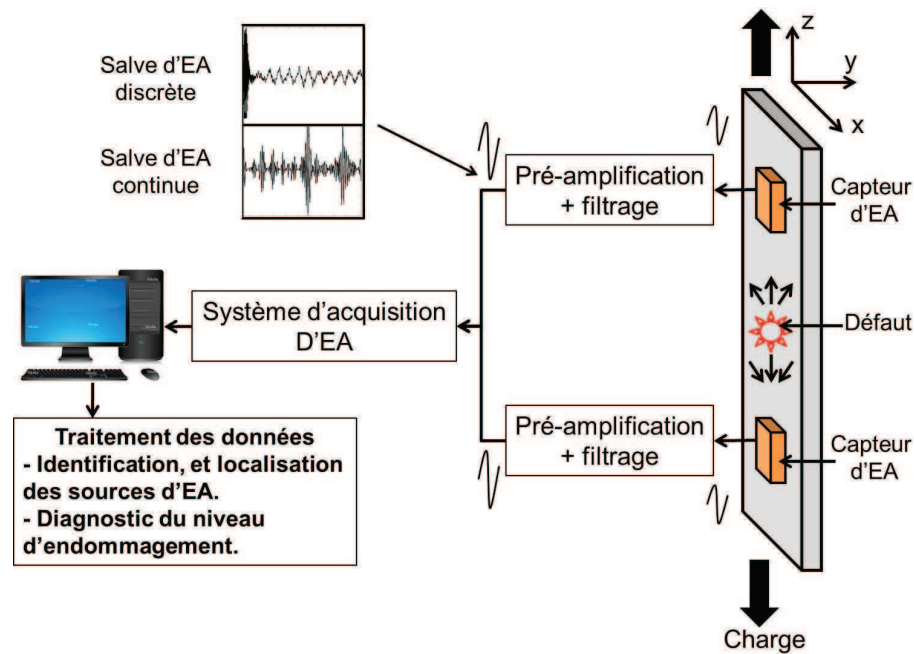 Salve d'EA
discrète
Salve d'EA
continue
z
y
x
Pré-amplification
+ filtrage
Capteur
d'EA
Système d'acquisition
D'EA
Défaut
Traitement des données
- Identification, et localisation
des sources d'EA.
- Diagnostic du niveau
d'endommagement.
Pré-amplification
+ filtrage
Capteur
d'EA
Charge